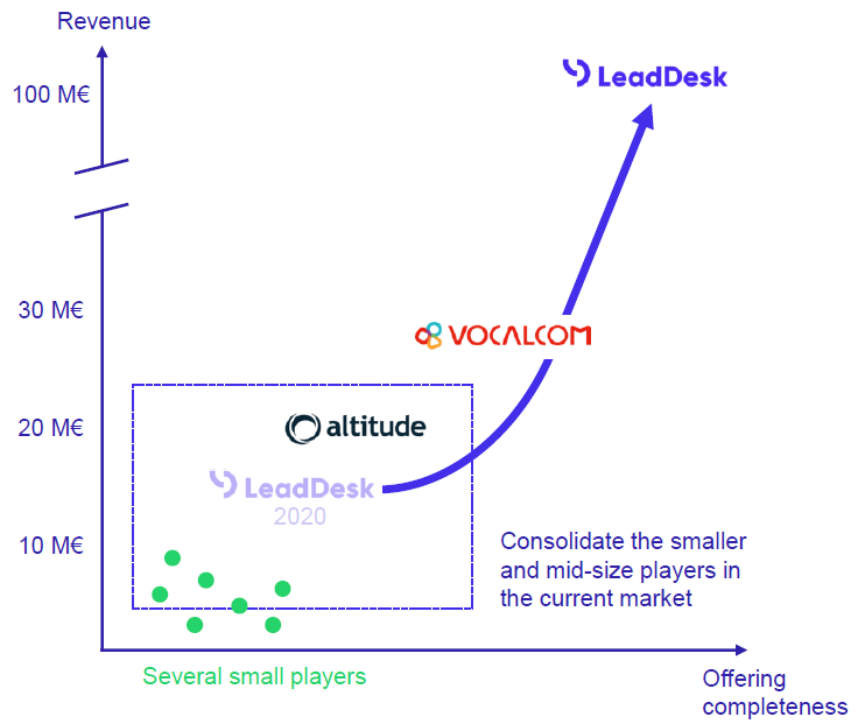 Revenue
100 M€
LeadDesk
30 M€
VOCALCOM
20 M€
altitude
LeadDesk
2020
10 M€
Consolidate the smaller
and mid-size players in
the current market
Several small players
Offering
completeness